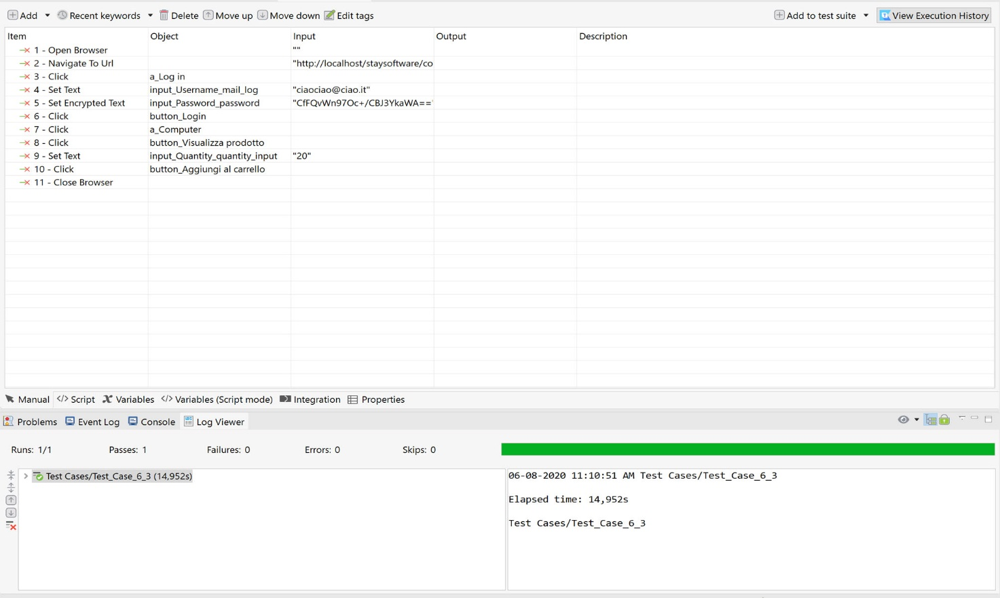 Add Recent keywords Delete Move up Move down Edit tags Add to test suite View Execution History
Item Object Input Output Description
1 - Open Browser ""
2 - Navigate To Url "http://localhost/staysoftware/co
3 - Click a_Log in
4 - Set Text input_Username_mail_log "ciaociao@ciao.it"
5 - Set Encrypted Text input_Password_password "CfFQvWn97Oc+/CBJ3YkaWA=="
6 - Click button_Login
7 - Click a_Computer
8 - Click button_Visualizza prodotto
9 - Set Text input_Quantity_quantity_input "20"
10 - Click button_Aggiungi al carrello
11 - Close Browser
Manual Script Variables Variables (Script mode) Integration Properties
Problems Event Log Console Log Viewer
Runs: 1/1 Passes: 1 Failures: 0 Errors: 0 Skips: 0
Test Cases/Test_Case_6_3 (14,952s)
06-08-2020 11:10:51 AM Test Cases/Test_Case_6_3
Elapsed time: 14,952s
Test Cases/Test_Case_6_3